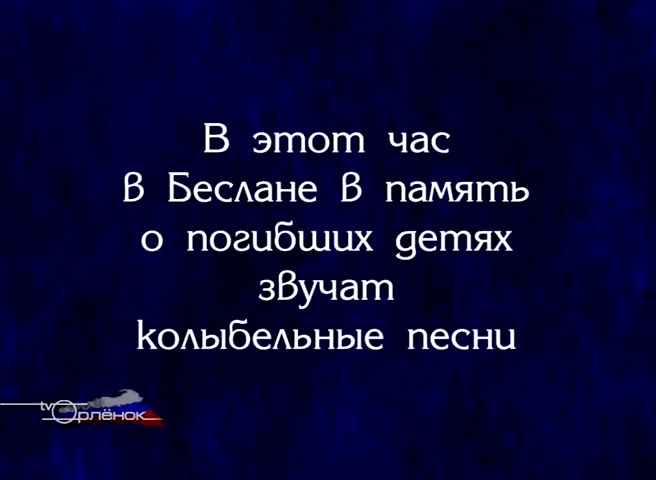 В этот час
в Беслане в память
о погибших детях
звучат
колыбельные песни
tv Орлёнок